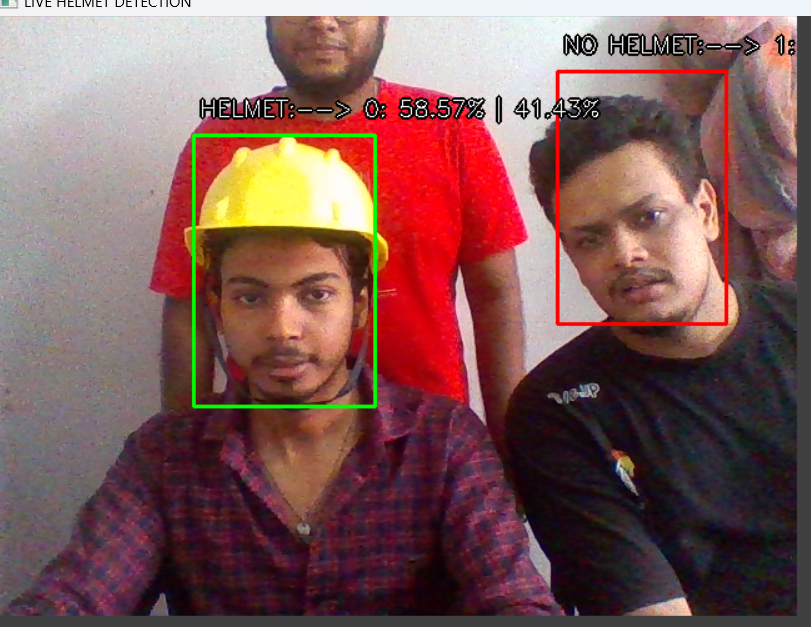 LIVE HELMET DETECTION
NO HELMET:--> 1:
HELMET:--> 0: 58.57% | 41.43%